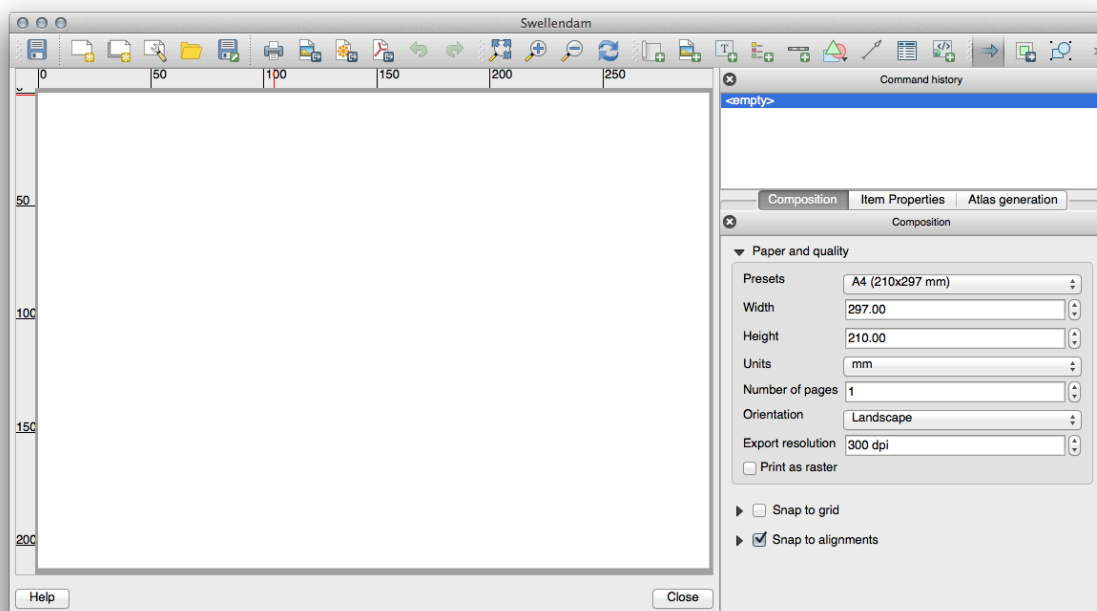 Swellendam
0 50 100 150 200 250
Command history
<empty>
50
Composition Item Properties Atlas generation
Composition
Paper and quality
Presets A4 (210x297 mm)
Width 297.00
100
Height 210.00
Units mm
Number of pages 1
Orientation Landscape
150
Export resolution 300 dpi
Print as raster
Snap to grid
200
Snap to alignments
Help Close